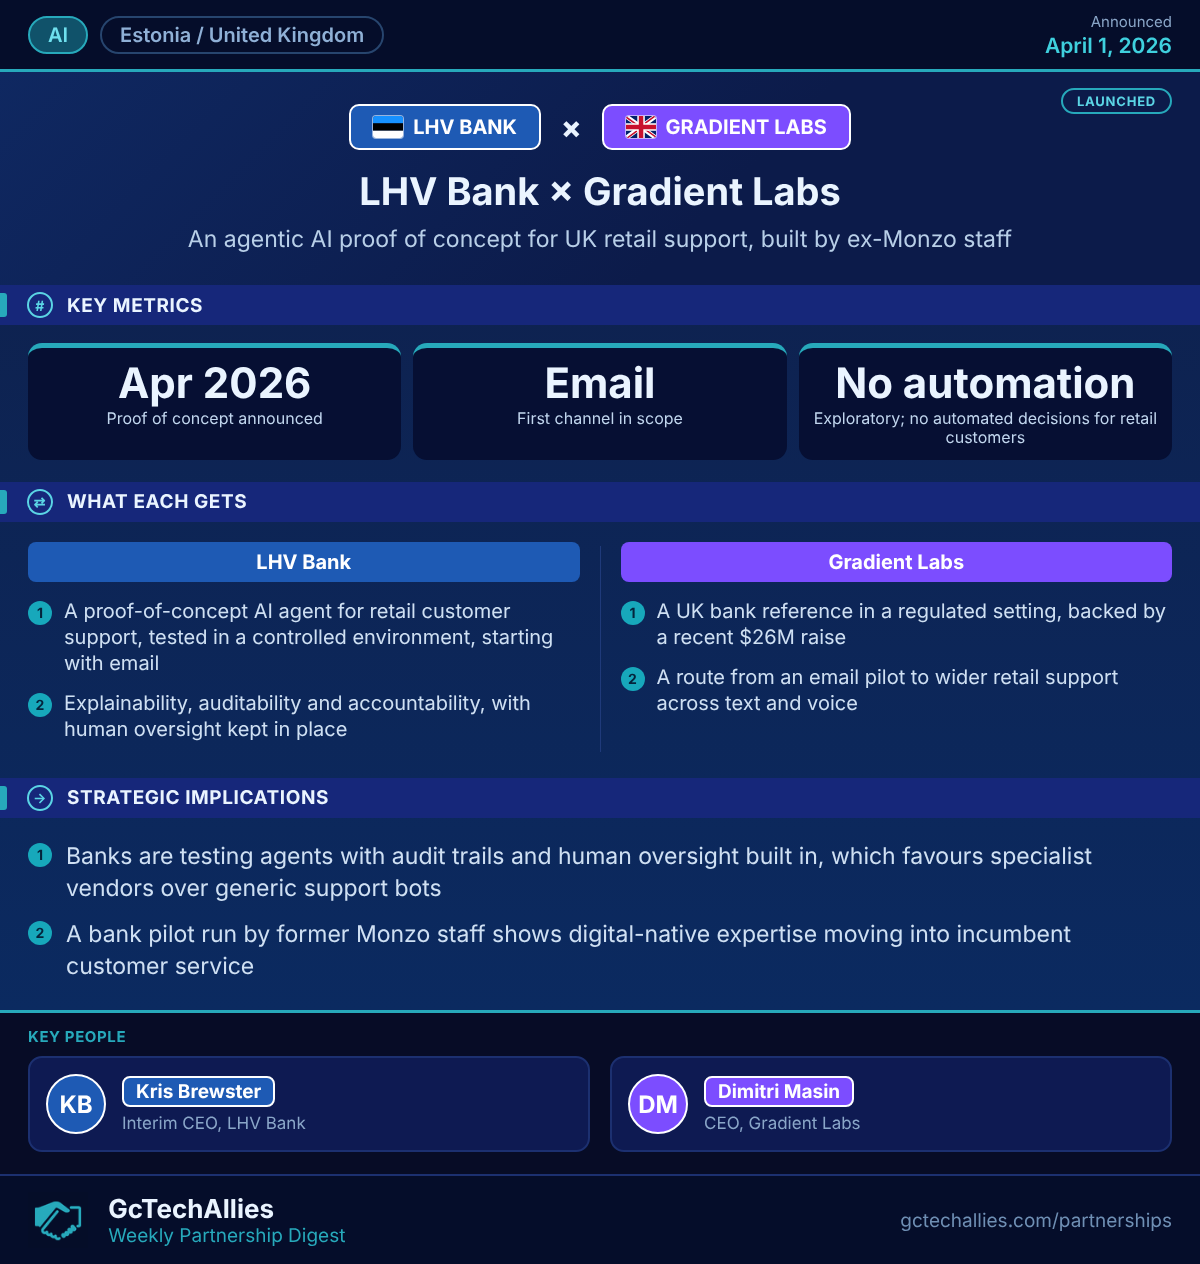 AI
Estonia / United Kingdom
Announced
April 1, 2026
LAUNCHED
LHV BANK × GRADIENT LABS
LHV Bank × Gradient Labs
An agentic AI proof of concept for UK retail support, built by ex-Monzo staff
# KEY METRICS
Apr 2026
Proof of concept announced
Email
First channel in scope
No automation
Exploratory; no automated decisions for retail
customers
⇄ WHAT EACH GETS
LHV Bank
1 A proof-of-concept AI agent for retail customer
support, tested in a controlled environment, starting
with email
2 Explainability, auditability and accountability, with
human oversight kept in place
Gradient Labs
1 A UK bank reference in a regulated setting, backed by
a recent $26M raise
2 A route from an email pilot to wider retail support
across text and voice
→ STRATEGIC IMPLICATIONS
1 Banks are testing agents with audit trails and human oversight built in, which favours specialist
vendors over generic support bots
2 A bank pilot run by former Monzo staff shows digital-native expertise moving into incumbent
customer service
KEY PEOPLE
KB
Kris Brewster
Interim CEO, LHV Bank
DM
Dimitri Masin
CEO, Gradient Labs
GcTechAllies
Weekly Partnership Digest
gctechallies.com/partnerships